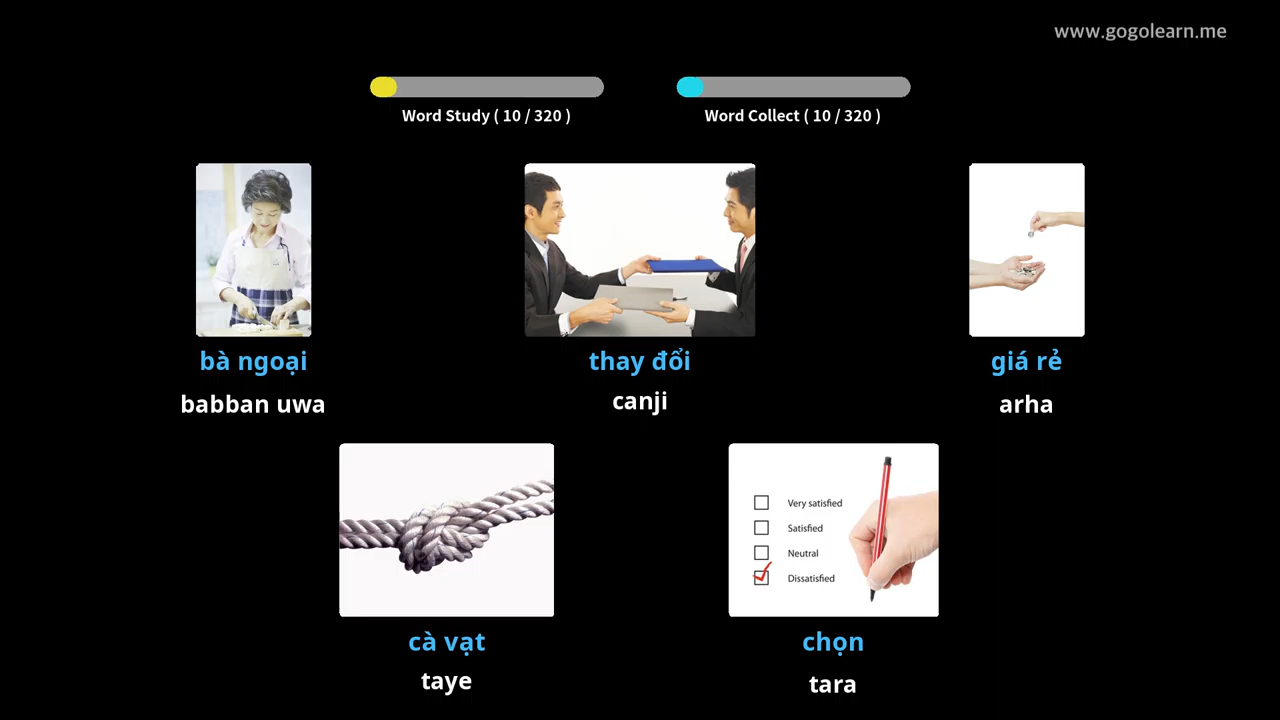 www.gogolearn.me
Word Study ( 10 / 320 )
Word Collect ( 10 / 320 )
bà ngoại
babban uwa
thay đổi
canji
giá rẻ
arha
cà vạt
taye
Very satisfied
Satisfied
Neutral
Dissatisfied
chọn
tara